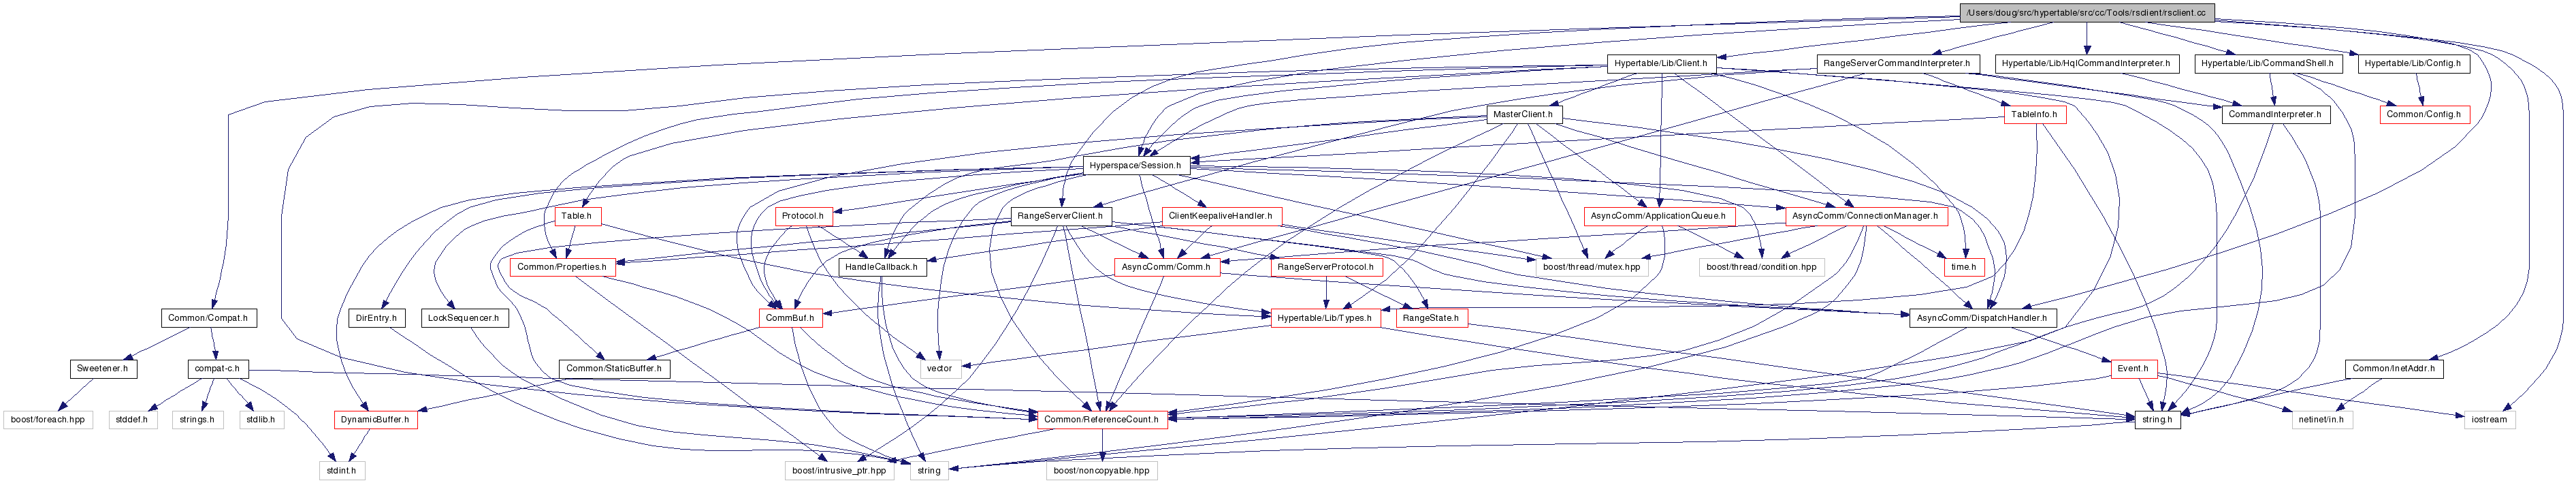 /Users/doug/src/hypertable/src/cc/Tools/rsclient/rsclient.cc
Hypertable/Lib/Client.h
RangeServerCommandInterpreter.h
Hypertable/Lib/HqlCommandInterpreter.h
Hypertable/Lib/CommandShell.h
Hypertable/Lib/Config.h
MasterClient.h
TableInfo.h
CommandInterpreter.h
Common/Config.h
Hyperspace/Session.h
Table.h
Protocol.h
RangeServerClient.h
ClientKeepaliveHandler.h
AsyncComm/ApplicationQueue.h
AsyncComm/ConnectionManager.h
Common/Properties.h
HandleCallback.h
AsyncComm/Comm.h
RangeServerProtocol.h
boost/thread/mutex.hpp
boost/thread/condition.hpp
time.h
Common/Compat.h
DirEntry.h
LockSequencer.h
CommBuf.h
Hypertable/Lib/Types.h
RangeState.h
AsyncComm/DispatchHandler.h
Sweetener.h
compat-c.h
Common/StaticBuffer.h
vector
Event.h
Common/InetAddr.h
boost/foreach.hpp
stddef.h
strings.h
stdlib.h
DynamicBuffer.h
Common/ReferenceCount.h
string.h
netinet/in.h
iostream
stdint.h
boost/intrusive_ptr.hpp
string
boost/noncopyable.hpp